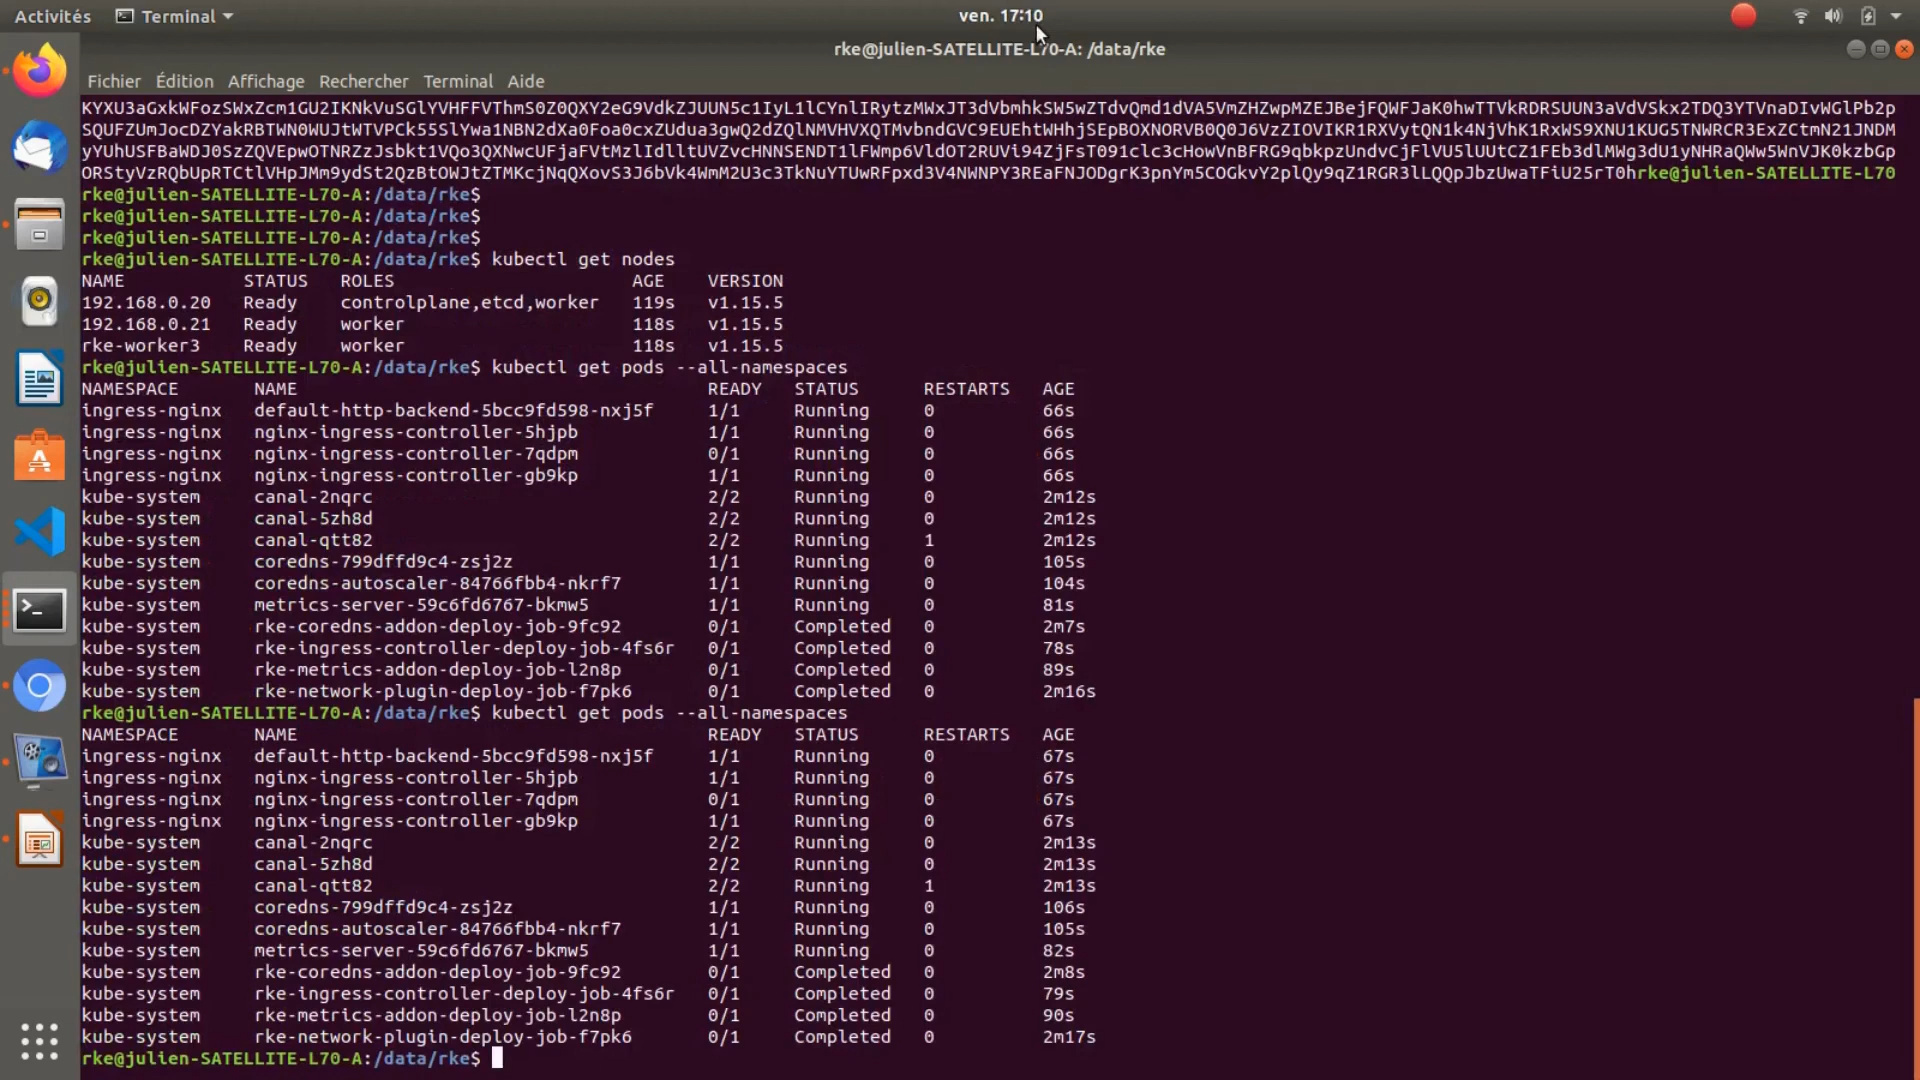 Activités Terminal ven. 17:10
rke@julien-SATELLITE-L70-A: /data/rke
Fichier Édition Affichage Rechercher Terminal Aide
rke@julien-SATELLITE-L70
rke@julien-SATELLITE-L70-A:/data/rke$
rke@julien-SATELLITE-L70-A:/data/rke$
rke@julien-SATELLITE-L70-A:/data/rke$
rke@julien-SATELLITE-L70-A:/data/rke$ kubectl get nodes
NAME STATUS ROLES AGE VERSION
192.168.0.20 Ready controlplane,etcd,worker 119s v1.15.5
192.168.0.21 Ready worker 118s v1.15.5
rke-worker3 Ready worker 118s v1.15.5
rke@julien-SATELLITE-L70-A:/data/rke$ kubectl get pods --all-namespaces
NAMESPACE NAME READY STATUS RESTARTS AGE
ingress-nginx default-http-backend-5bcc9fd598-nxj5f 1/1 Running 0 66s
ingress-nginx nginx-ingress-controller-5hjpb 1/1 Running 0 66s
ingress-nginx nginx-ingress-controller-7qdpm 0/1 Running 0 66s
ingress-nginx nginx-ingress-controller-gb9kp 1/1 Running 0 66s
kube-system canal-2nqrc 2/2 Running 0 2m12s
kube-system canal-5zh8d 2/2 Running 0 2m12s
kube-system canal-qtt82 2/2 Running 1 2m12s
kube-system coredns-799dffd9c4-zsj2z 1/1 Running 0 105s
kube-system coredns-autoscaler-84766fbb4-nkrf7 1/1 Running 0 104s
kube-system metrics-server-59c6fd6767-bkmw5 1/1 Running 0 81s
kube-system rke-coredns-addon-deploy-job-9fc92 0/1 Completed 0 2m7s
kube-system rke-ingress-controller-deploy-job-4fs6r 0/1 Completed 0 78s
kube-system rke-metrics-addon-deploy-job-l2n8p 0/1 Completed 0 89s
kube-system rke-network-plugin-deploy-job-f7pk6 0/1 Completed 0 2m16s
rke@julien-SATELLITE-L70-A:/data/rke$ kubectl get pods --all-namespaces
NAMESPACE NAME READY STATUS RESTARTS AGE
ingress-nginx default-http-backend-5bcc9fd598-nxj5f 1/1 Running 0 67s
ingress-nginx nginx-ingress-controller-5hjpb 1/1 Running 0 67s
ingress-nginx nginx-ingress-controller-7qdpm 0/1 Running 0 67s
ingress-nginx nginx-ingress-controller-gb9kp 1/1 Running 0 67s
kube-system canal-2nqrc 2/2 Running 0 2m13s
kube-system canal-5zh8d 2/2 Running 0 2m13s
kube-system canal-qtt82 2/2 Running 1 2m13s
kube-system coredns-799dffd9c4-zsj2z 1/1 Running 0 106s
kube-system coredns-autoscaler-84766fbb4-nkrf7 1/1 Running 0 105s
kube-system metrics-server-59c6fd6767-bkmw5 1/1 Running 0 82s
kube-system rke-coredns-addon-deploy-job-9fc92 0/1 Completed 0 2m8s
kube-system rke-ingress-controller-deploy-job-4fs6r 0/1 Completed 0 79s
kube-system rke-metrics-addon-deploy-job-l2n8p 0/1 Completed 0 90s
kube-system rke-network-plugin-deploy-job-f7pk6 0/1 Completed 0 2m17s
rke@julien-SATELLITE-L70-A:/data/rke$